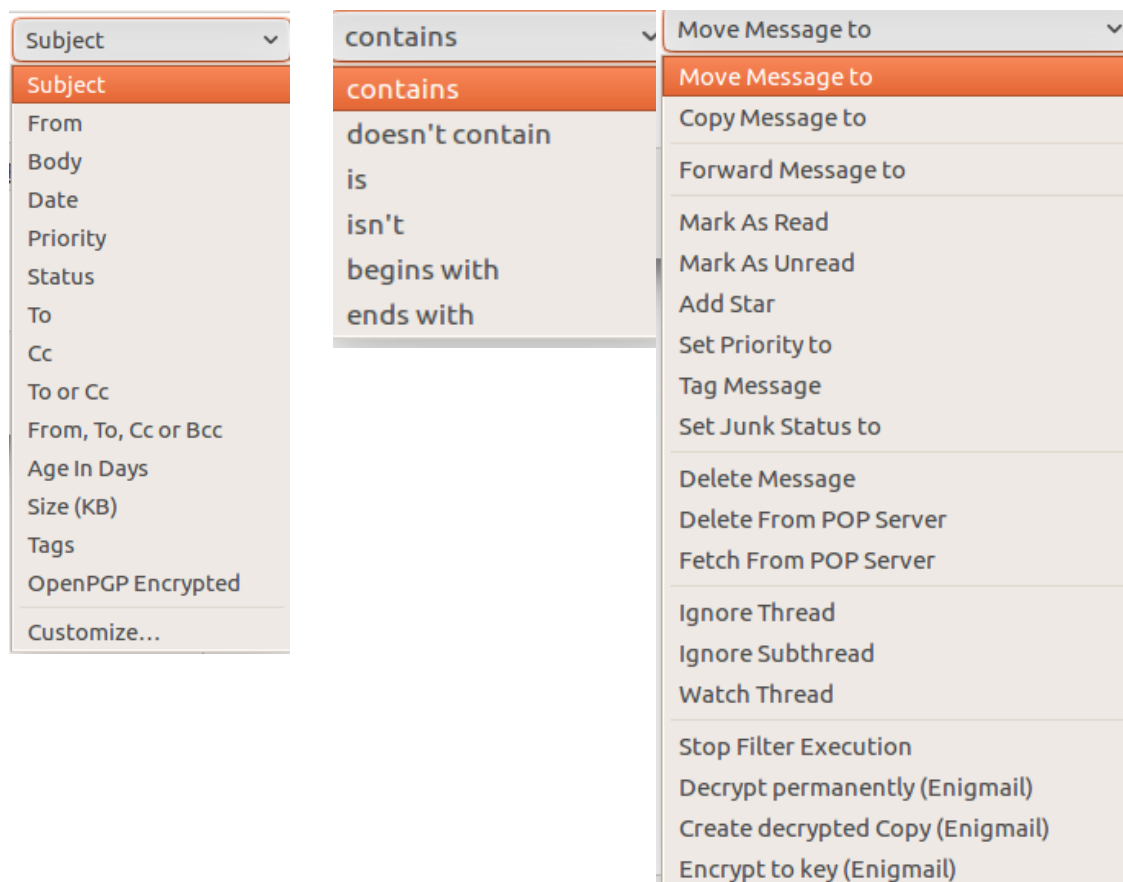 Subject
Subject
From
Body
Date
Priority
Status
To
Cc
To or Cc
From, To, Cc or Bcc
Age In Days
Size (KB)
Tags
OpenPGP Encrypted
Customize…
contains
contains
doesn't contain
is
isn't
begins with
ends with
Move Message to
Move Message to
Copy Message to
Forward Message to
Mark As Read
Mark As Unread
Add Star
Set Priority to
Tag Message
Set Junk Status to
Delete Message
Delete From POP Server
Fetch From POP Server
Ignore Thread
Ignore Subthread
Watch Thread
Stop Filter Execution
Decrypt permanently (Enigmail)
Create decrypted Copy (Enigmail)
Encrypt to key (Enigmail)